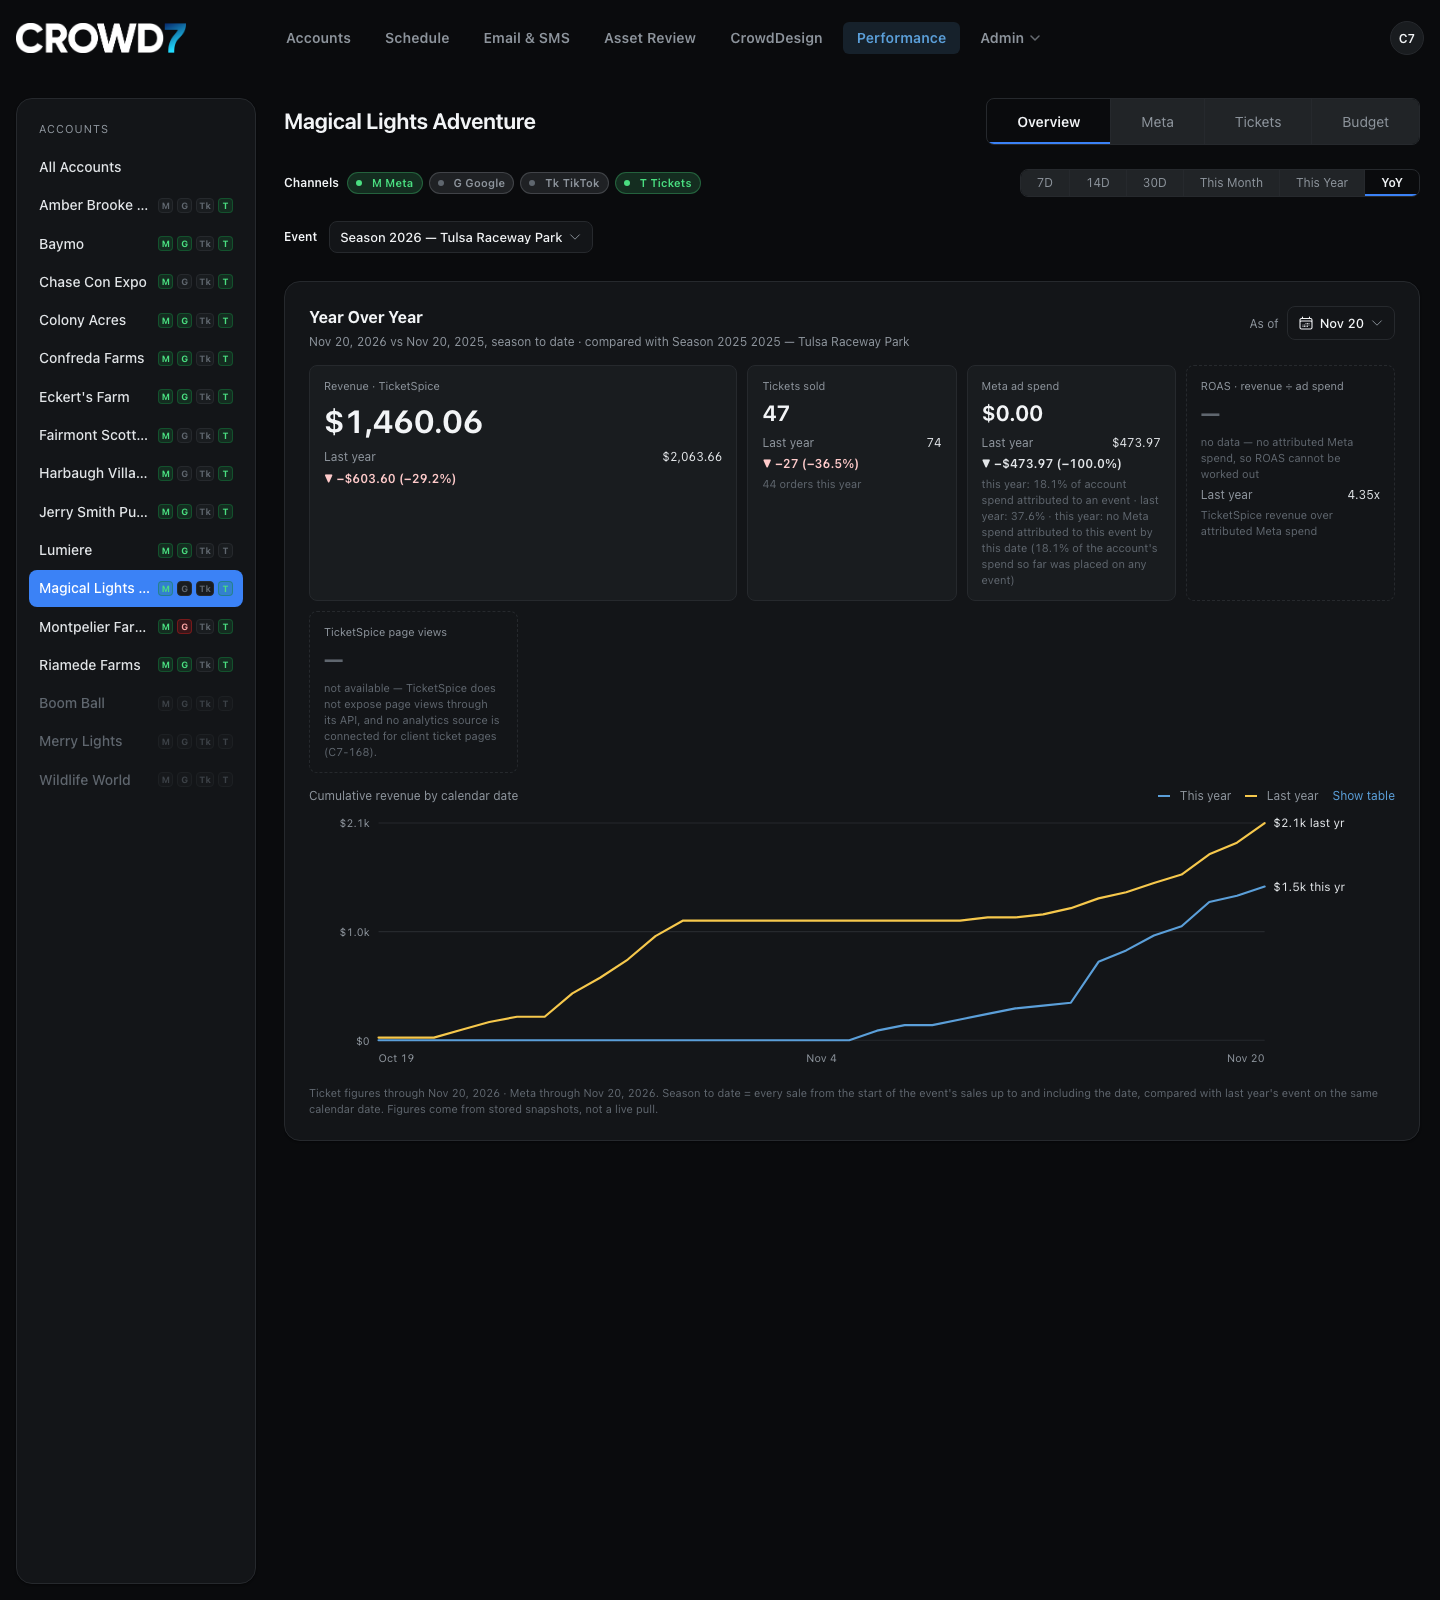 CROWD7
Accounts
Schedule
Email & SMS
Asset Review
CrowdDesign
Performance
Admin
C7
ACCOUNTS
All Accounts
Amber Brooke ... M G Tk T
Baymo M G Tk T
Chase Con Expo M G Tk T
Colony Acres M G Tk T
Confreda Farms M G Tk T
Eckert's Farm M G Tk T
Fairmont Scott... M G Tk T
Harbaugh Villa... M G Tk T
Jerry Smith Pu... M G Tk T
Lumiere M G Tk T
Magical Lights ... M G Tk T
Montpelier Far... M G Tk T
Riamede Farms M G Tk T
Boom Ball M G Tk T
Merry Lights M G Tk T
Wildlife World M G Tk T
Magical Lights Adventure
Overview
Meta
Tickets
Budget
Channels
M Meta
G Google
Tk TikTok
T Tickets
7D
14D
30D
This Month
This Year
YoY
Event
Season 2026 — Tulsa Raceway Park
Year Over Year
Nov 20, 2026 vs Nov 20, 2025, season to date · compared with Season 2025 2025 — Tulsa Raceway Park
As of
Nov 20
Revenue · TicketSpice
$1,460.06
Last year $2,063.66
▼ −$603.60 (−29.2%)
Tickets sold
47
Last year 74
▼ −27 (−36.5%)
44 orders this year
Meta ad spend
$0.00
Last year $473.97
▼ −$473.97 (−100.0%)
this year: 18.1% of account
spend attributed to an event · last
year: 37.6% · this year: no Meta
spend attributed to this event by
this date (18.1% of the account's
spend so far was placed on any
event)
ROAS · revenue ÷ ad spend
—
no data — no attributed Meta
spend, so ROAS cannot be
worked out
Last year 4.35x
TicketSpice revenue over
attributed Meta spend
TicketSpice page views
—
not available — TicketSpice does
not expose page views through
its API, and no analytics source is
connected for client ticket pages
(C7-168).
Cumulative revenue by calendar date
This year
Last year
Show table
$2.1k
$1.0k
$0
$2.1k last yr
$1.5k this yr
Oct 19
Nov 4
Nov 20
Ticket figures through Nov 20, 2026 · Meta through Nov 20, 2026. Season to date = every sale from the start of the event's sales up to and including the date, compared with last year's event on the same
calendar date. Figures come from stored snapshots, not a live pull.